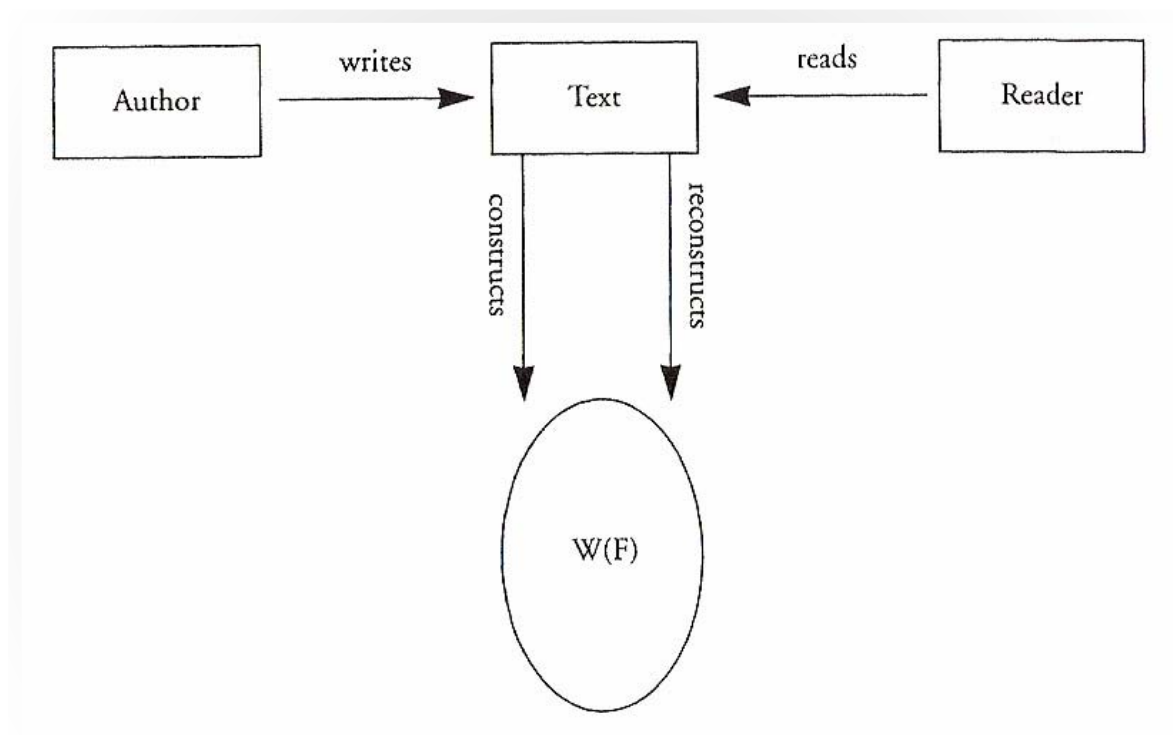 writes
reads
Author
Text
Reader
constructs
reconstructs
W(F)